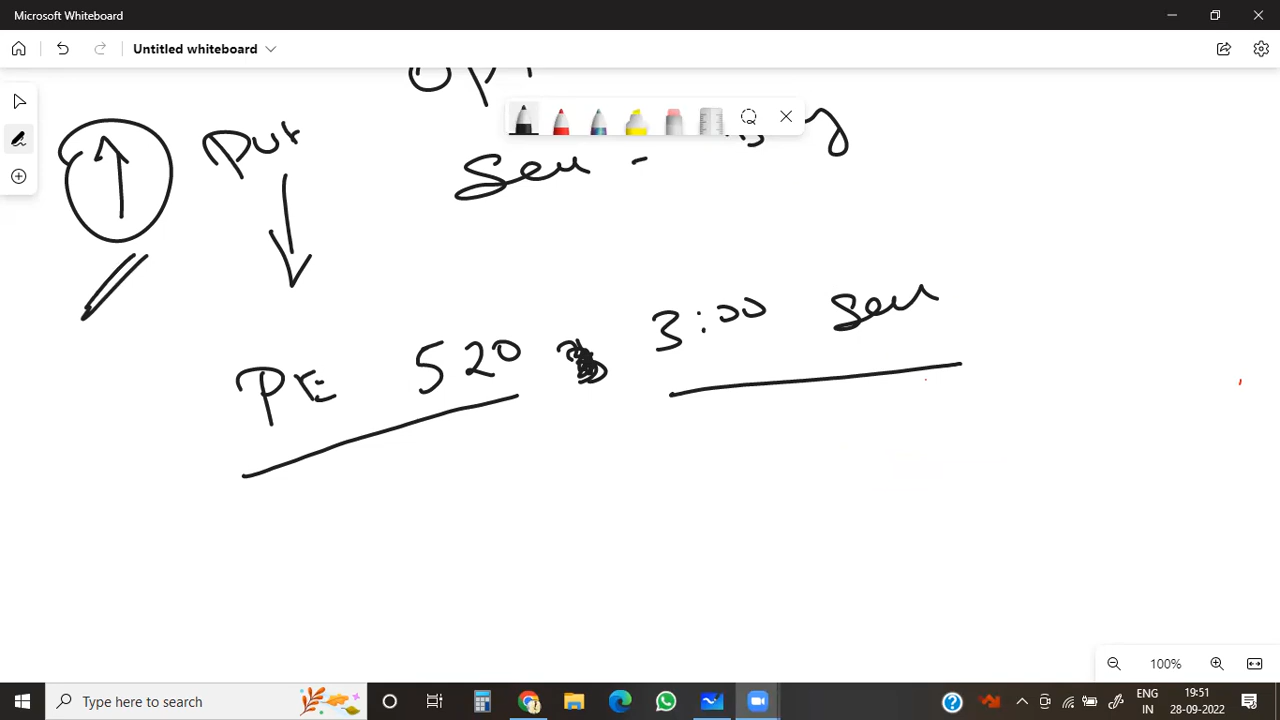 Microsoft Whiteboard
Untitled whiteboard
Put
Sell -
3:00 Sell
PE 520
100%
Type here to search
ENG
IN
19:51
28-09-2022